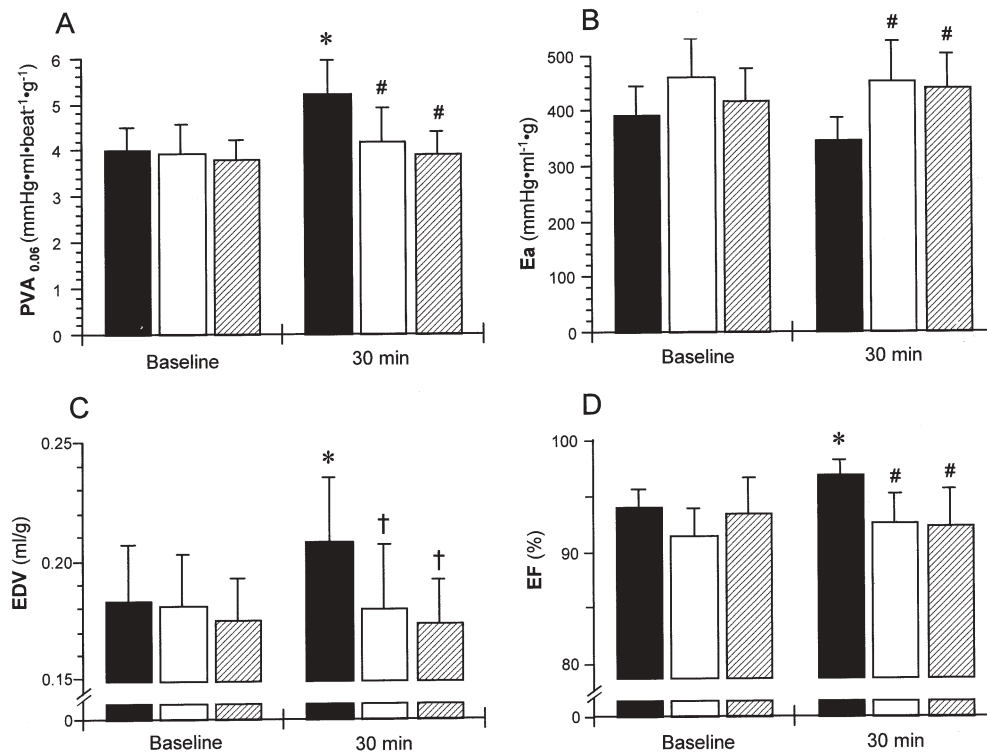 A
PVA 0.06 (mmHg•ml•beat⁻¹•g⁻¹)
6
5
4
3
2
1
0
*
#
#
Baseline
30 min
B
Ea (mmHg•ml⁻¹•g)
500
400
300
200
100
0
#
#
Baseline
30 min
C
EDV (ml/g)
0.25
0.20
0.15
0
*
†
†
Baseline
30 min
D
EF (%)
100
90
80
0
*
#
#
Baseline
30 min